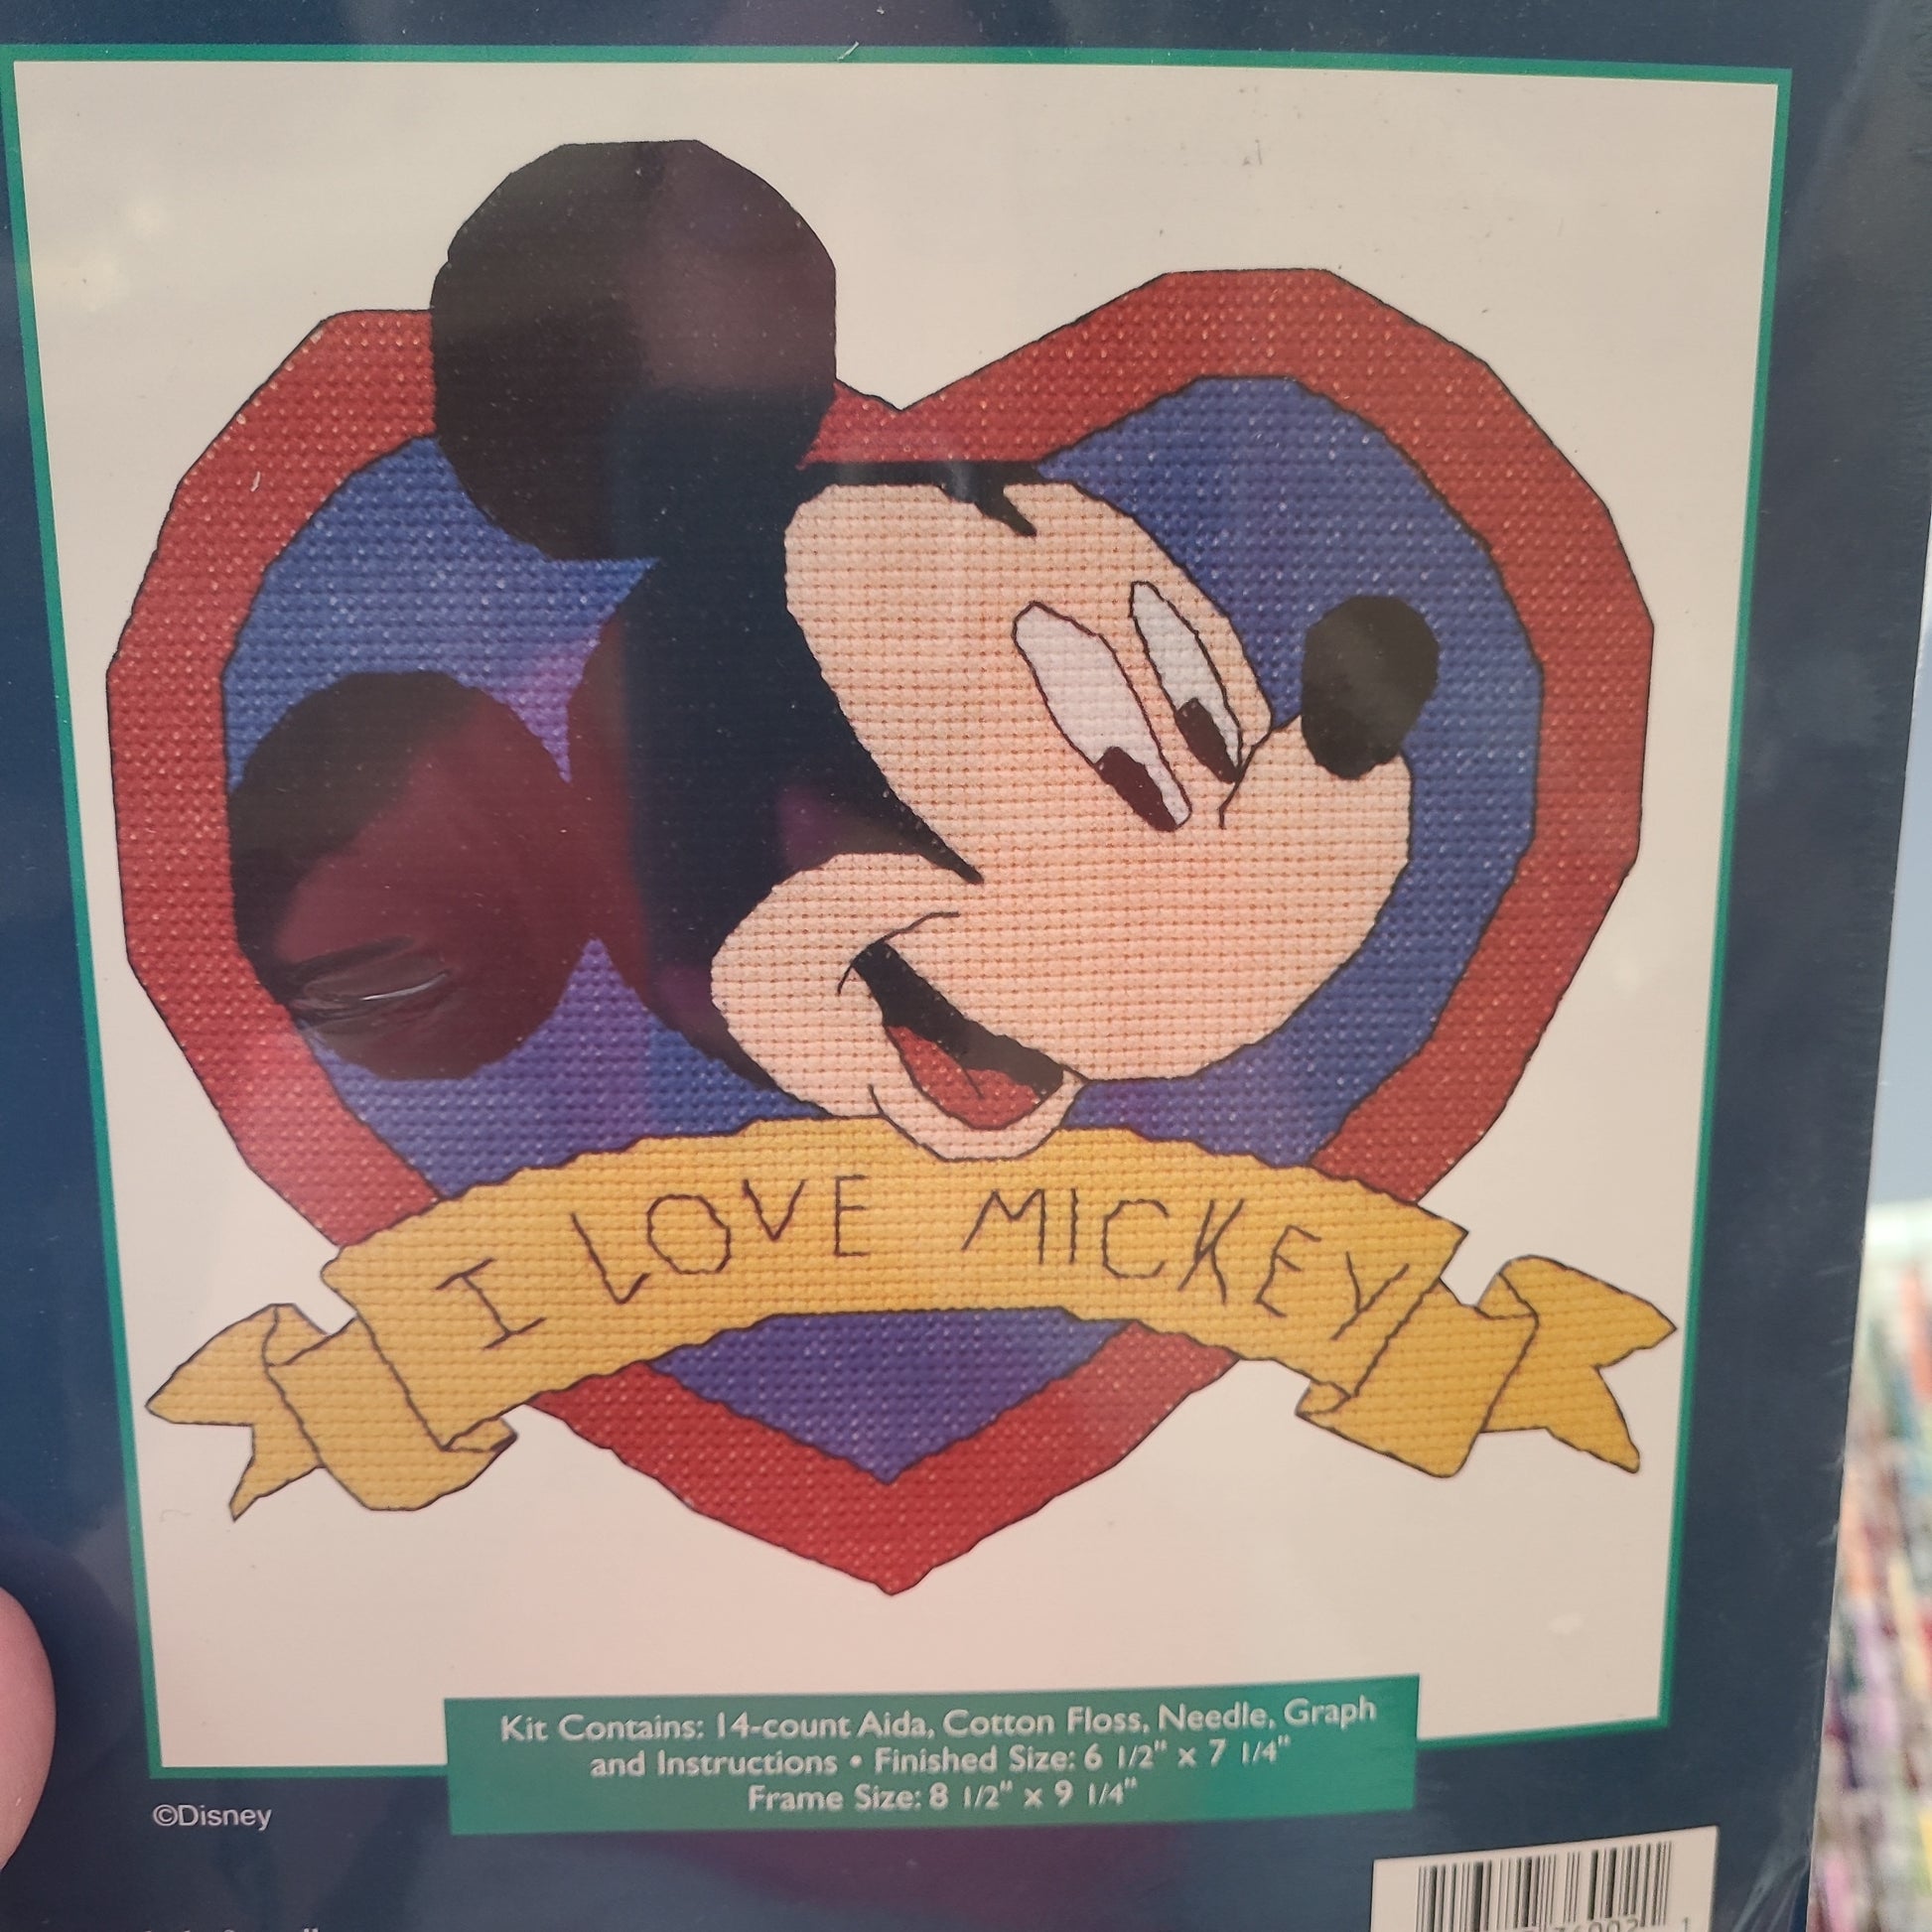 I LOVE MICKEY
Kit Contains: 14-count Aida, Cotton Floss, Needle, Graph
and Instructions • Finished Size: 6 1/2" x 7 1/4"
Frame Size: 8 1/2" x 9 1/4"
©Disney